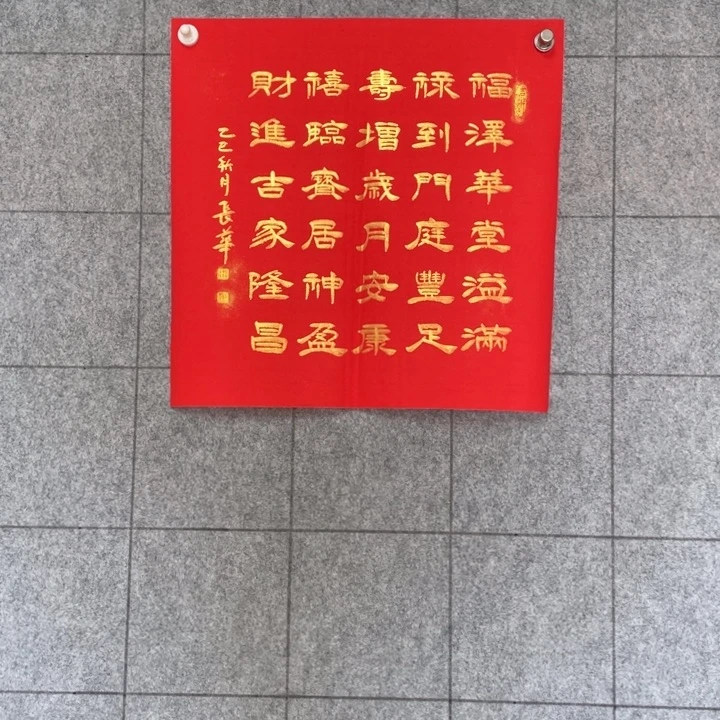 福澤華堂溢滿
祿到門庭豐足
壽增歲月安康
禧臨寶居神盈
財進吉家隆昌
乙巳秋月長華